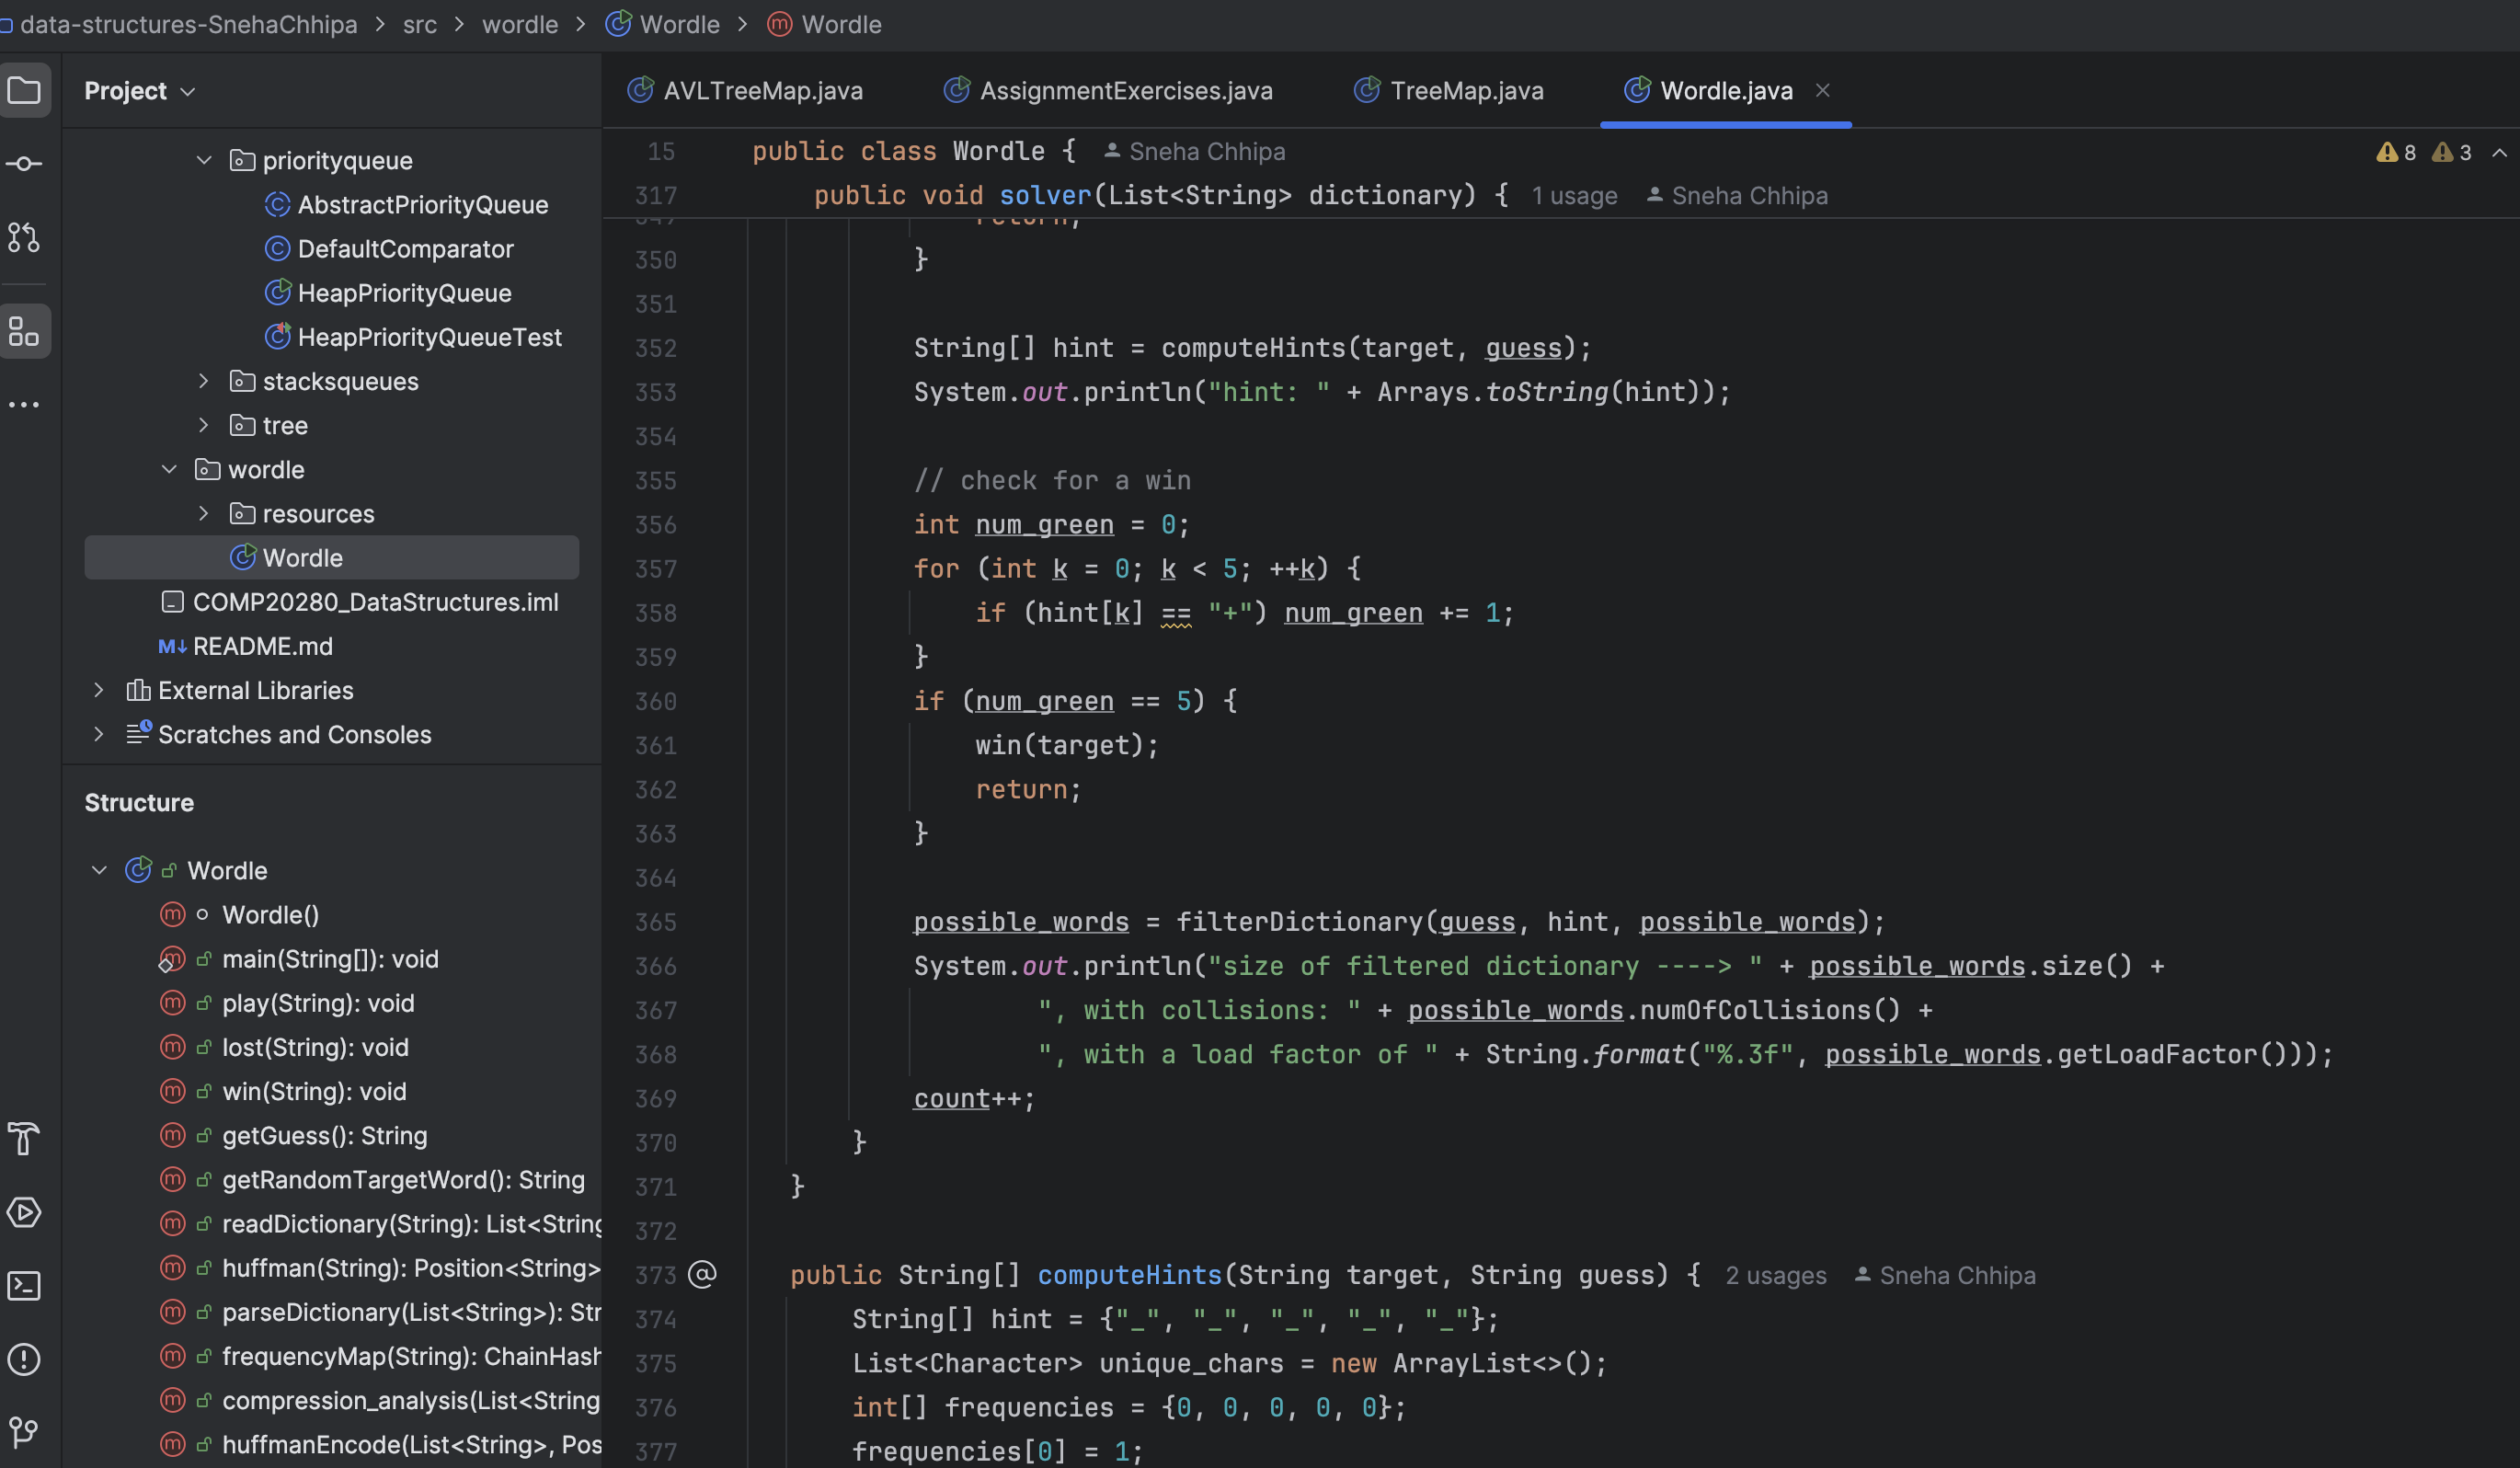 data-structures-SnehaChhipa > src > wordle > Wordle > Wordle
Project
priorityqueue
AbstractPriorityQueue
DefaultComparator
HeapPriorityQueue
HeapPriorityQueueTest
stacksqueues
tree
wordle
resources
Wordle
COMP20280_DataStructures.iml
README.md
External Libraries
Scratches and Consoles
Structure
Wordle
Wordle()
main(String[]): void
play(String): void
lost(String): void
win(String): void
getGuess(): String
getRandomTargetWord(): String
readDictionary(String): List<String
huffman(String): Position<String>
parseDictionary(List<String>): Str
frequencyMap(String): ChainHash
compression_analysis(List<String
huffmanEncode(List<String>, Pos
AVLTreeMap.java AssignmentExercises.java TreeMap.java Wordle.java
15 public class Wordle { Sneha Chhipa 8 3
317 public void solver(List<String> dictionary) { 1 usage Sneha Chhipa
349 return;
350 }
351
352 String[] hint = computeHints(target, guess);
353 System.out.println("hint: " + Arrays.toString(hint));
354
355 // check for a win
356 int num_green = 0;
357 for (int k = 0; k < 5; ++k) {
358 if (hint[k] == "+") num_green += 1;
359 }
360 if (num_green == 5) {
361 win(target);
362 return;
363 }
364
365 possible_words = filterDictionary(guess, hint, possible_words);
366 System.out.println("size of filtered dictionary ----> " + possible_words.size() +
367 ", with collisions: " + possible_words.numOfCollisions() +
368 ", with a load factor of " + String.format("%.3f", possible_words.getLoadFactor()));
369 count++;
370 }
371 }
372
373 @ public String[] computeHints(String target, String guess) { 2 usages Sneha Chhipa
374 String[] hint = {"_", "_", "_", "_", "_"};
375 List<Character> unique_chars = new ArrayList<>();
376 int[] frequencies = {0, 0, 0, 0, 0};
377 frequencies[0] = 1;